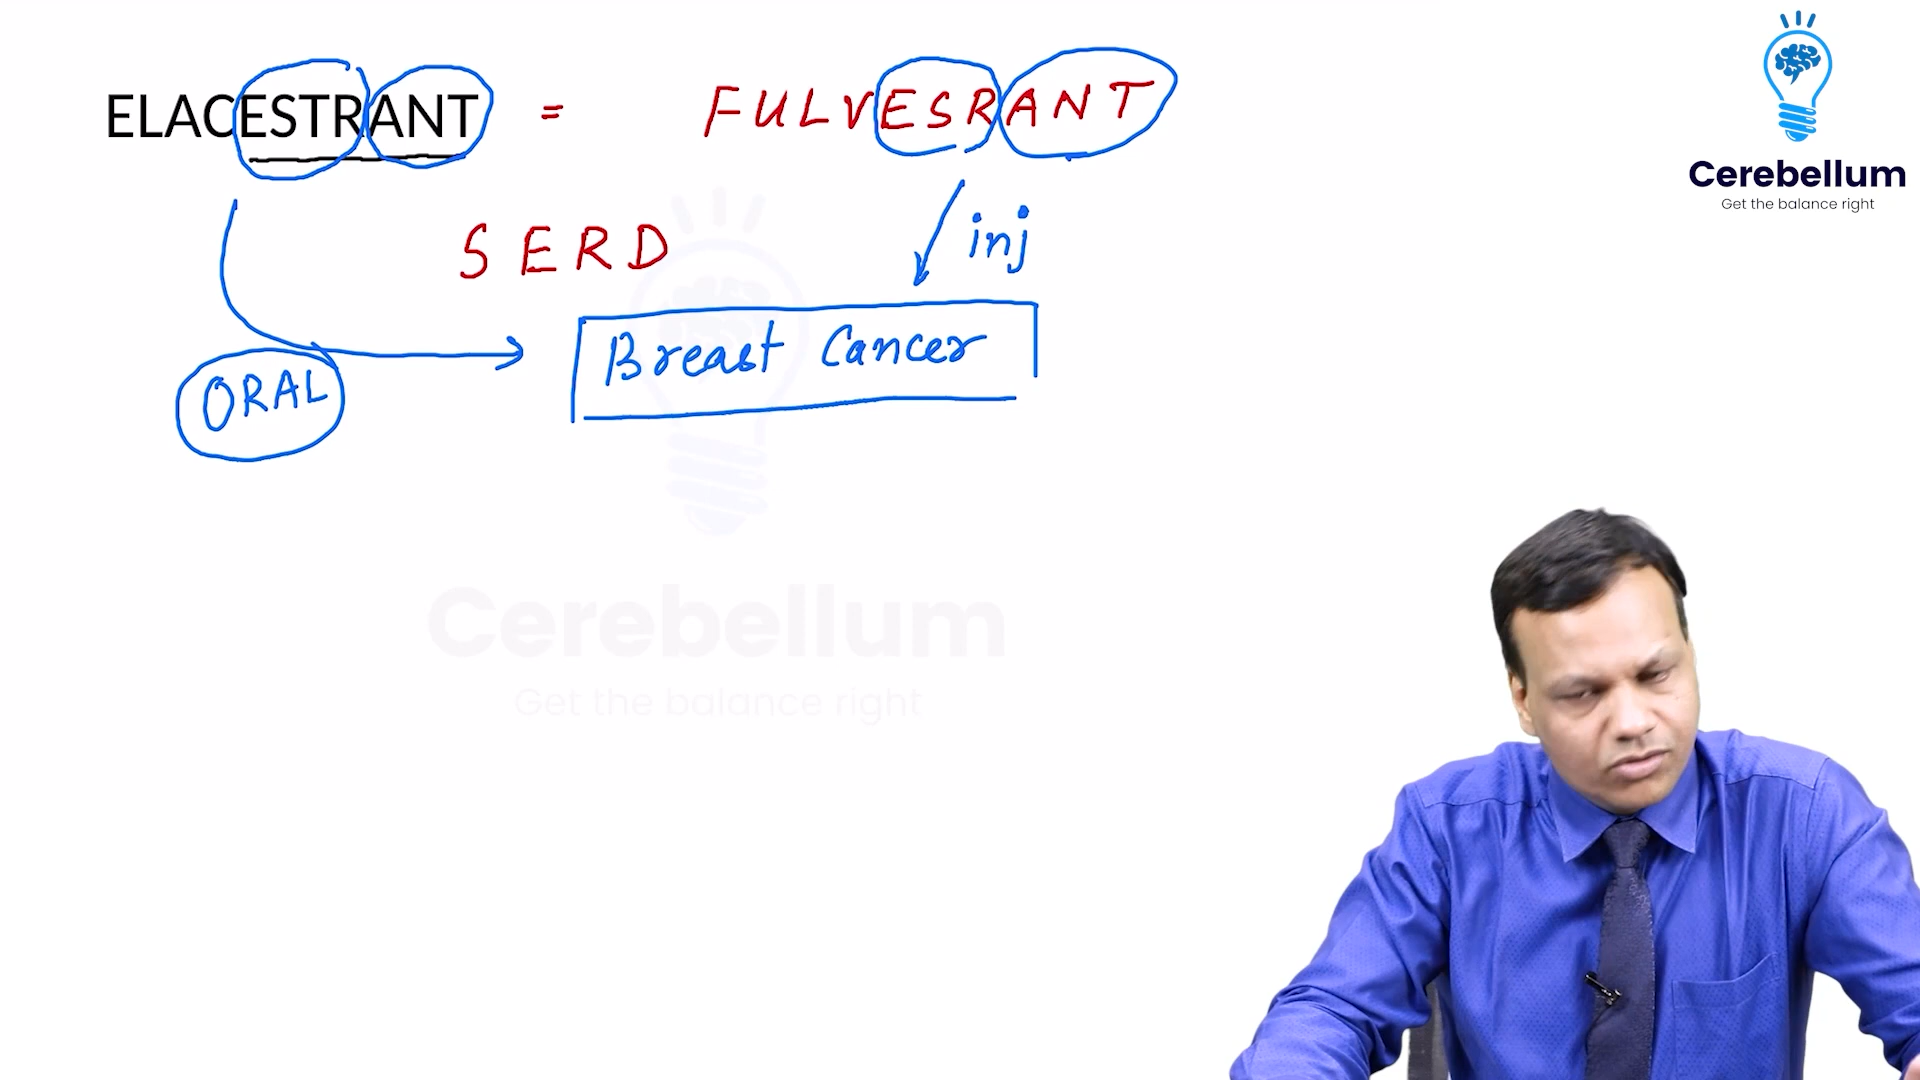 ELACESTRANT = FULVESRANT
SERD
inj
Breast Cancer
ORAL
Cerebellum
Get the balance right
Cerebellum
Get the balance right